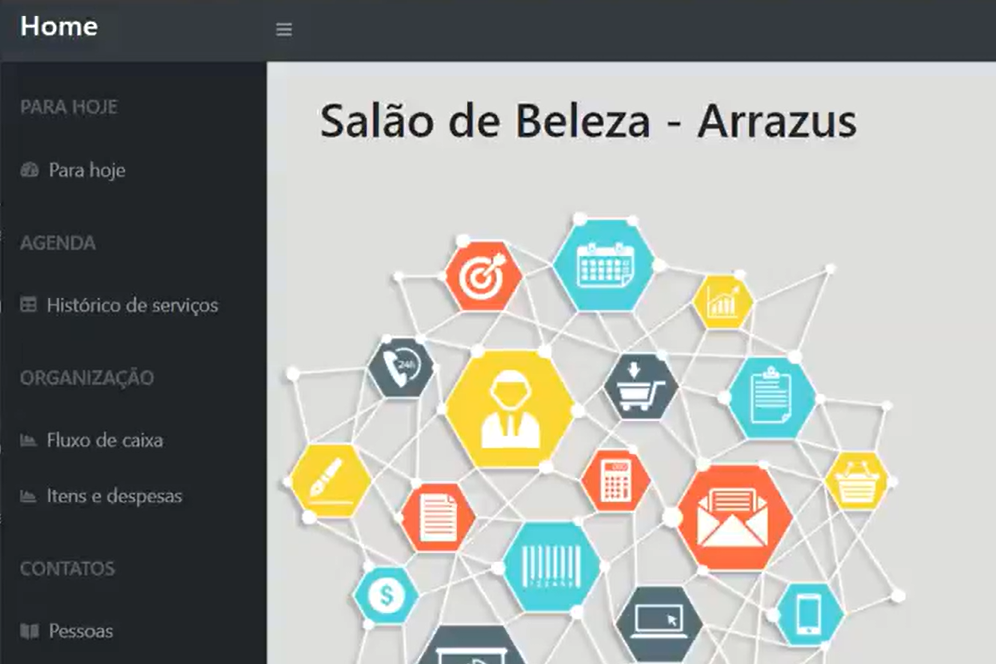 Home
PARA HOJE
Para hoje
AGENDA
Histórico de serviços
ORGANIZAÇÃO
Fluxo de caixa
Itens e despesas
CONTATOS
Pessoas
Salão de Beleza - Arrazus
24h
$